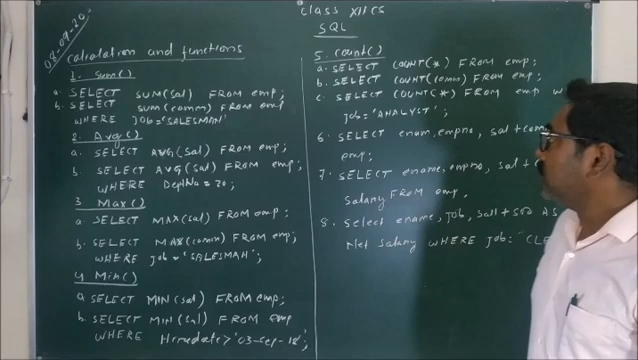 08-09-20
class XII CS
SQL
Calculation and functions
1. Sum()
a. SELECT SUM(sal) FROM emp;
b. SELECT SUM(comm) FROM emp
WHERE JOB='SALESMAN'
2. Avg()
a. SELECT AVG(sal) FROM emp;
b. SELECT AVG(sal) FROM emp;
WHERE DeptNo = 20;
3 Max()
a. SELECT MAX(sal) FROM emp;
b. SELECT MAX(comm) FROM emp;
WHERE Job = 'SALESMAN';
4 Min()
a. SELECT MIN(sal) FROM emp;
b. SELECT MIN(sal) FROM emp
WHERE Hiredate > '03-Sep-18';
5. count()
a. SELECT COUNT(*) FROM emp;
b. SELECT COUNT(comm) FROM emp;
c. SELECT COUNT(*) FROM emp W
Job = 'ANALYST';
6. SELECT enam, empno, sal + com
emp;
7. SELECT ename, empno, sal +
Salary FROM emp,
8. Select ename, Job, sal + 500 AS
Net Salary WHERE Job = 'CLE